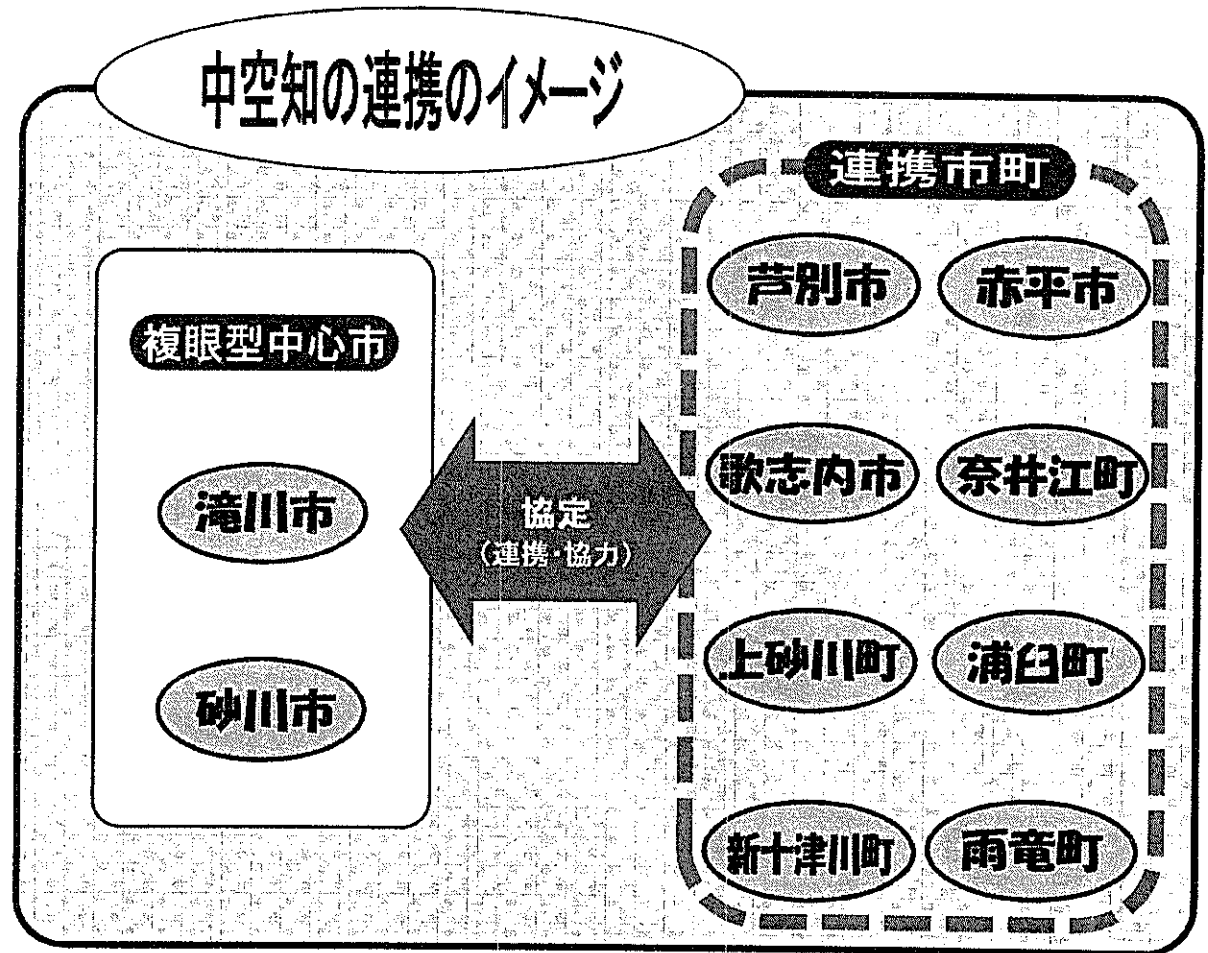 中空知の連携のイメージ
複眼型中心市
滝川市
砂川市
協定
(連携・協力)
連携市町
芦別市
赤平市
歌志内市
奈井江町
上砂川町
浦臼町
新十津川町
雨竜町